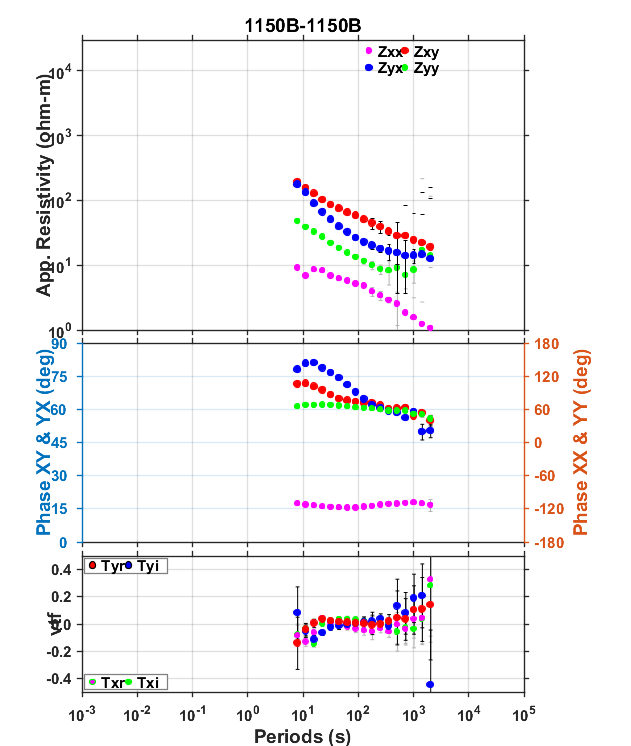 1150B-1150B
Zxx Zxy
Zyx Zyy
App. Resistivity (ohm-m)
10^4
10^3
10^2
10^1
10^0
Phase XY & YX (deg)
90
75
60
45
30
15
0
180
120
60
0
-60
-120
-180
Phase XX & YY (deg)
Tyr Tyi
vtf
0.4
0.2
0.0
-0.2
-0.4
Txr Txi
10^-3 10^-2 10^-1 10^0 10^1 10^2 10^3 10^4 10^5
Periods (s)